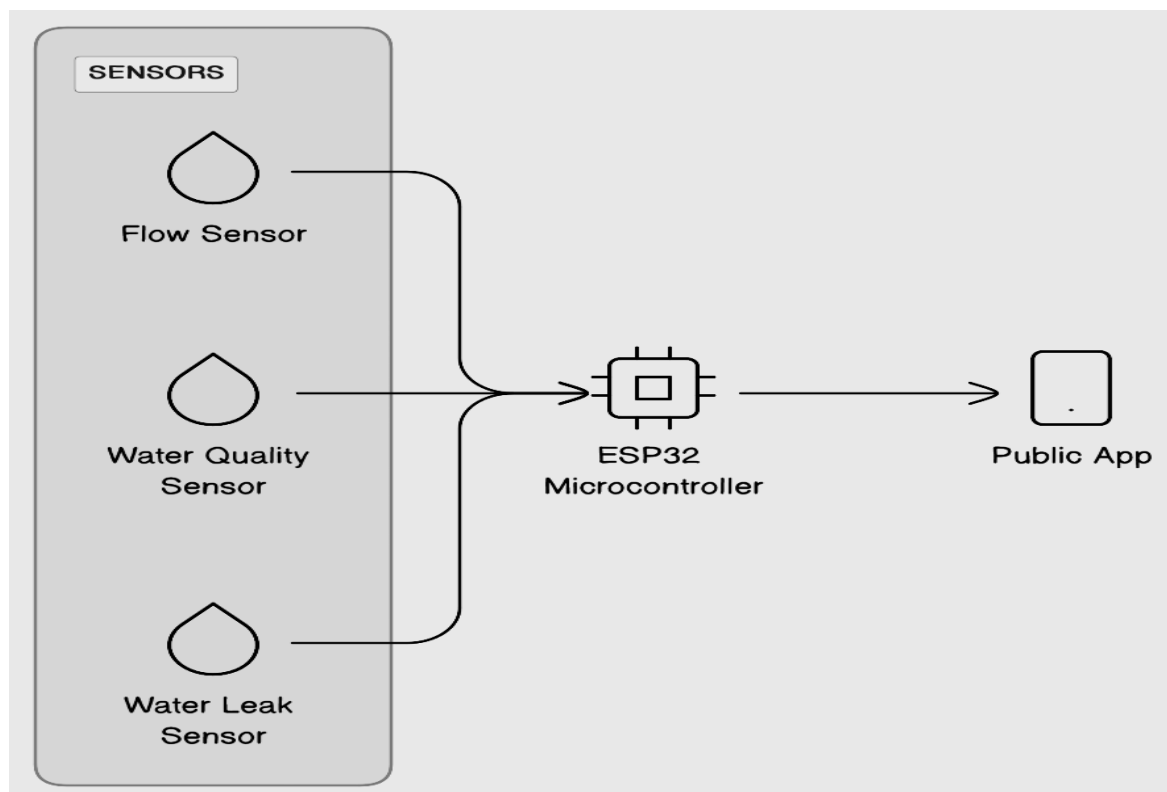 SENSORS
Flow Sensor
Water Quality
Sensor
ESP32
Microcontroller
Public App
Water Leak
Sensor